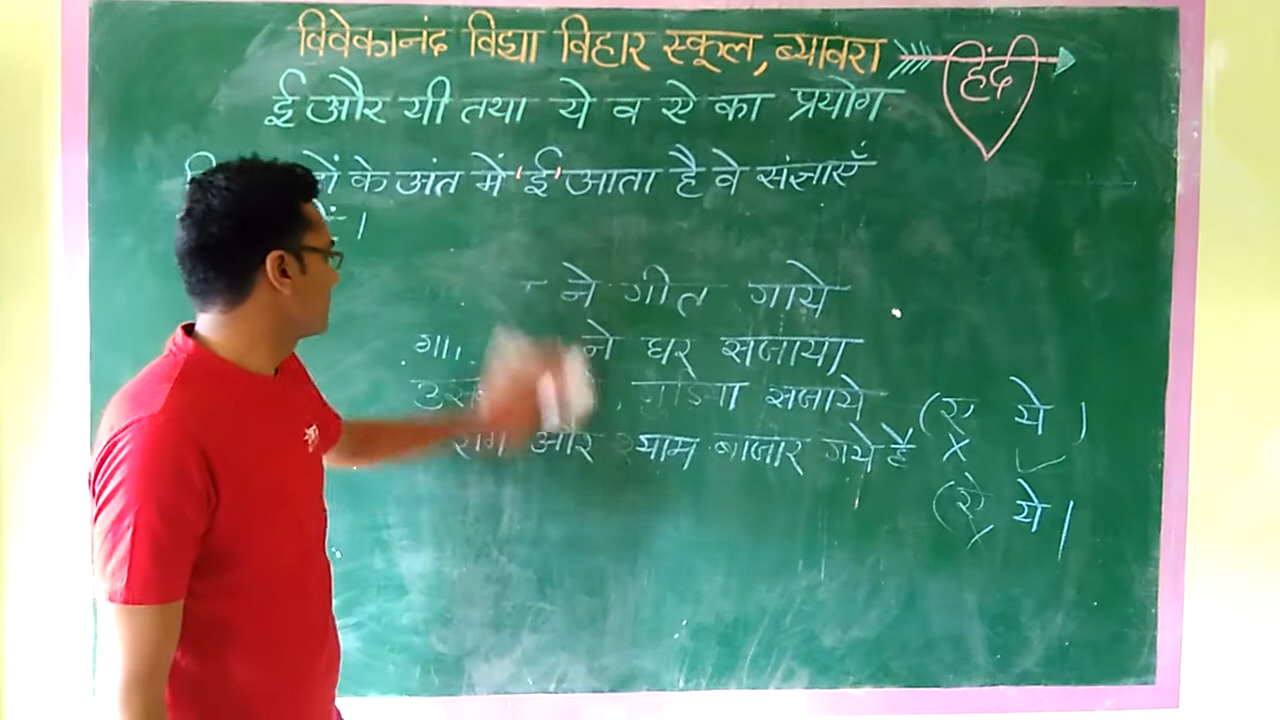 विवेकानंद विद्या विहार स्कूल, ब्यावरा
हिंदी
ई और यी तथा ये व ऐ का प्रयोग
के अंत में 'ई' आता है वे संज्ञाएँ
ने गीत गाये
ने घर सजाया
सजाये (ए ये)
और श्याम बाजार गये है
(ऐ ये)